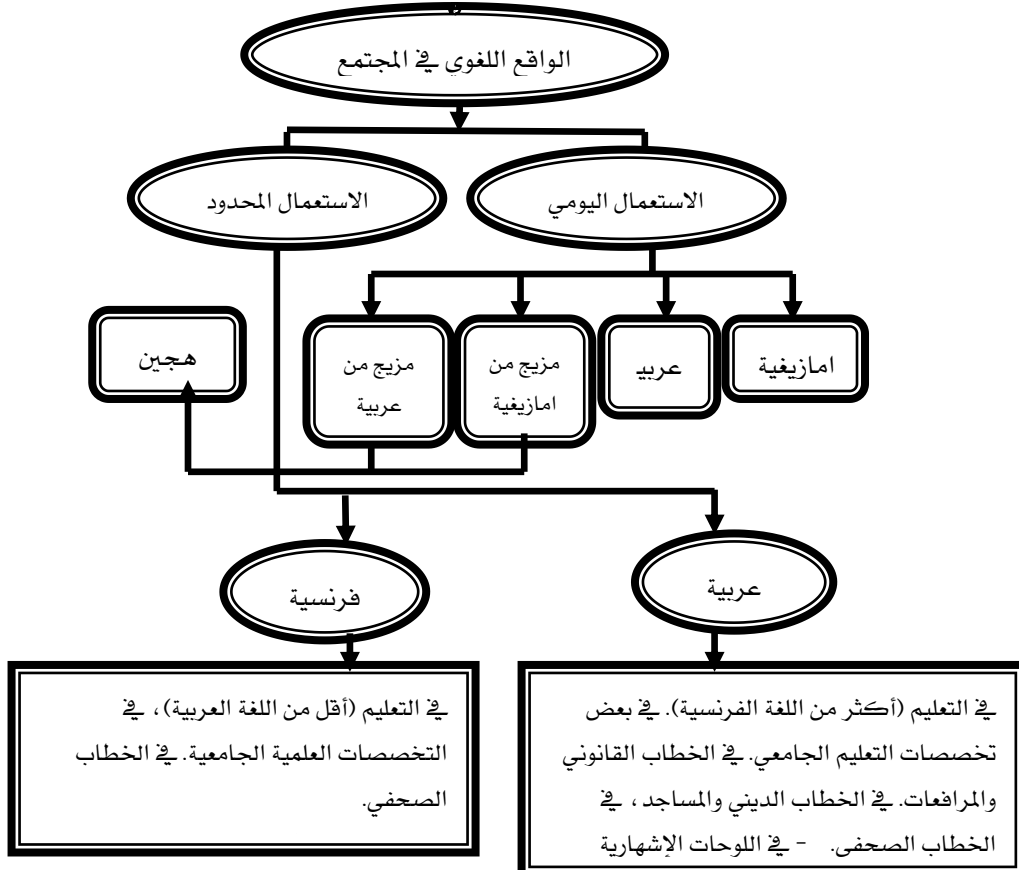 الواقع اللغوي في المجتمع
الاستعمال اليومي
الاستعمال المحدود
امازيغية
عربيـ
مزيج من
امازيغية
مزيج من
عربية
هجين
عربية
فرنسية
في التعليم (أكثر من اللغة الفرنسية). في بعض
تخصصات التعليم الجامعي. في الخطاب القانوني
والمرافعات. في الخطاب الديني والمساجد، في
الخطاب الصحفي. - في اللوحات الإشهارية
في التعليم (أقل من اللغة العربية)، في
التخصصات العلمية الجامعية. في الخطاب
الصحفي.